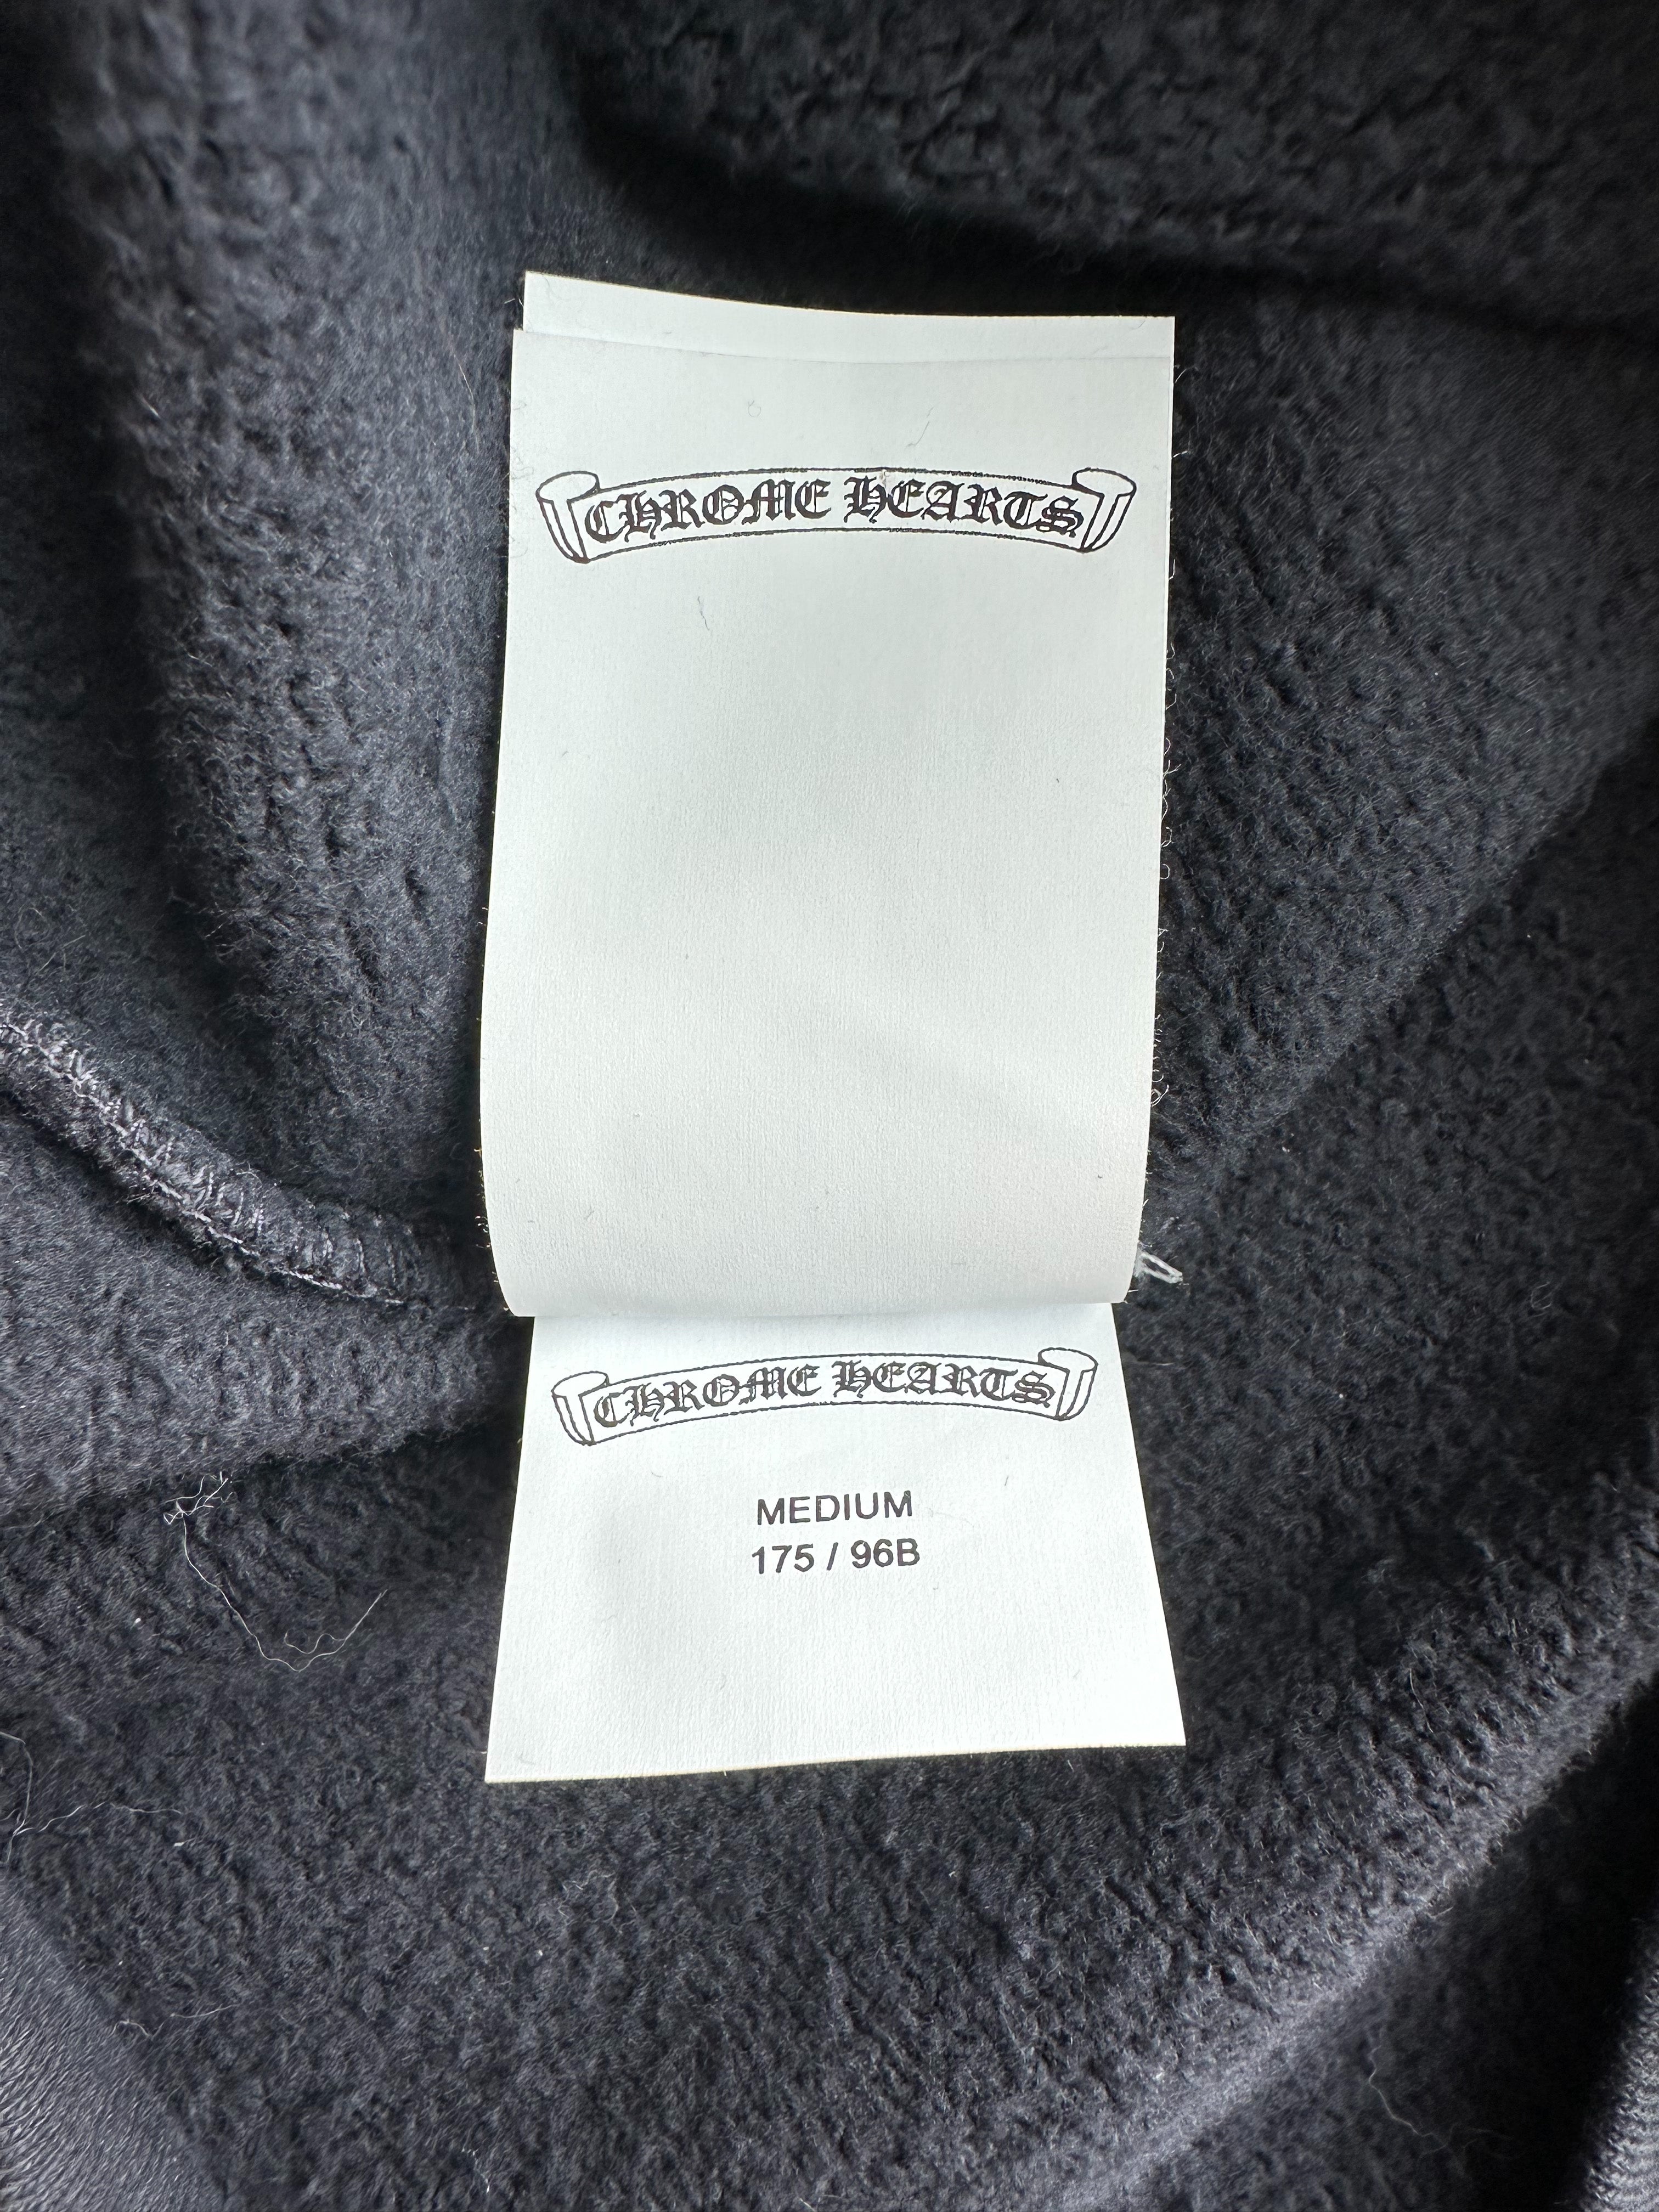 CHROME HEARTS
CHROME HEARTS
MEDIUM
175 / 96B